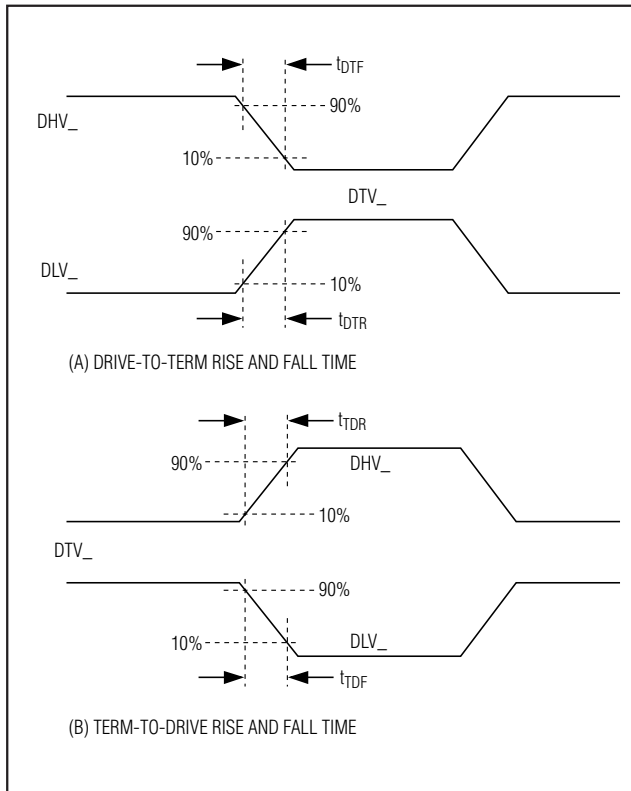 tDTF
90%
DHV_
10%
DTV_
90%
DLV_
10%
tDTR
(A) DRIVE-TO-TERM RISE AND FALL TIME
tTDR
90%
DHV_
10%
DTV_
90%
10%
DLV_
tTDF
(B) TERM-TO-DRIVE RISE AND FALL TIME